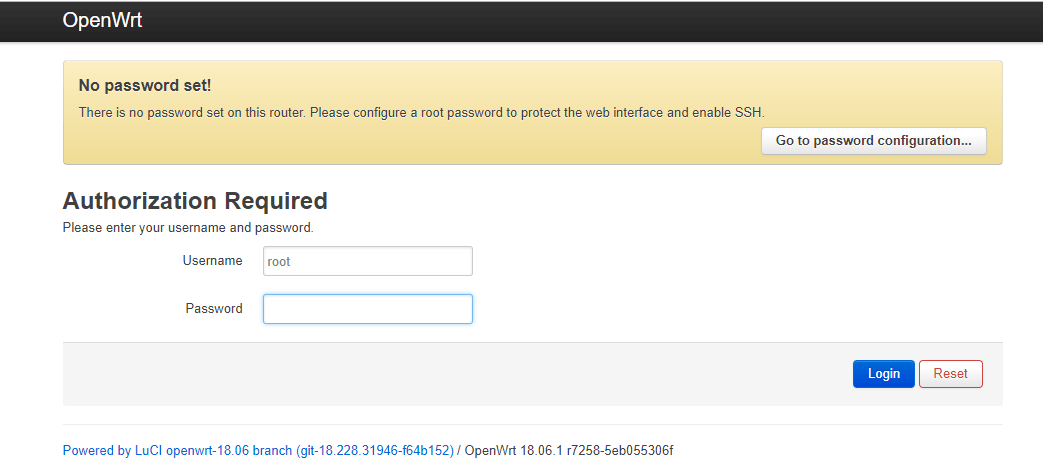 OpenWrt
No password set!
There is no password set on this router. Please configure a root password to protect the web interface and enable SSH.
Go to password configuration...
Authorization Required
Please enter your username and password.
Username root
Password
Login Reset
Powered by LuCI openwrt-18.06 branch (git-18.228.31946-f64b152) / OpenWrt 18.06.1 r7258-5eb055306f